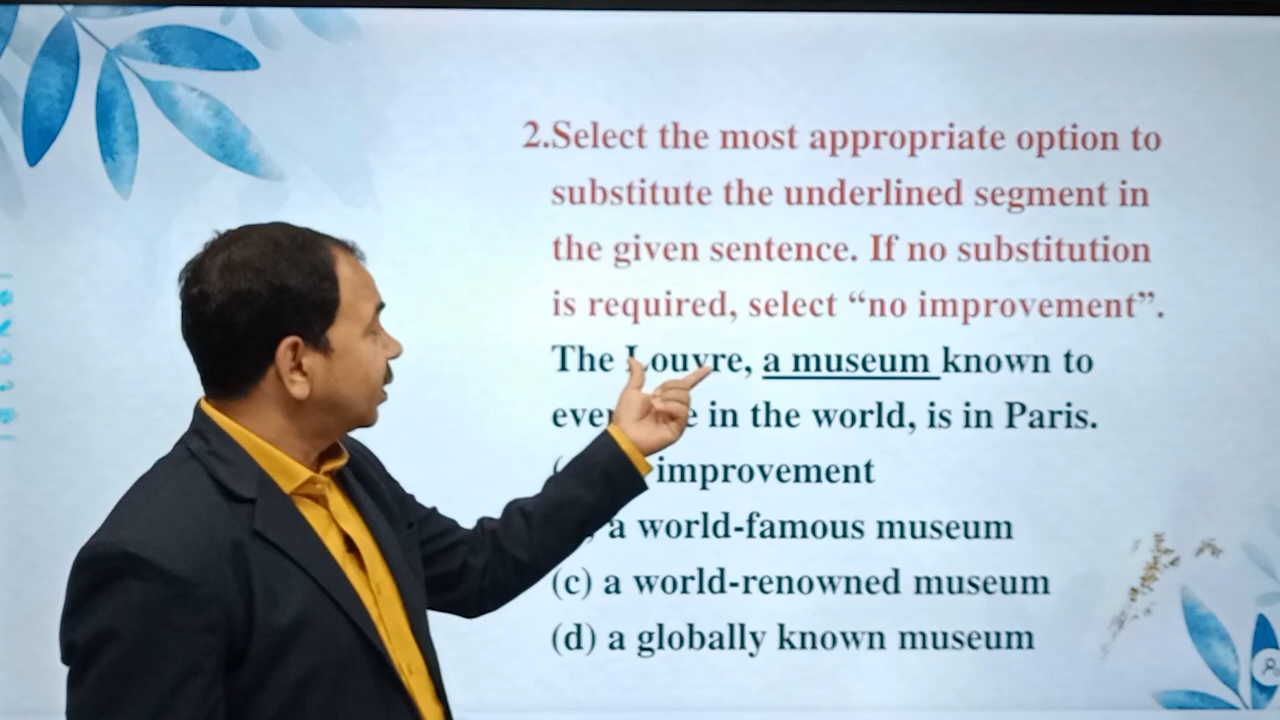 2.Select the most appropriate option to
substitute the underlined segment in
the given sentence. If no substitution
is required, select “no improvement”.
The Louvre, a museum known to
in the world, is in Paris.
improvement
a world-famous museum
(c) a world-renowned museum
(d) a globally known museum